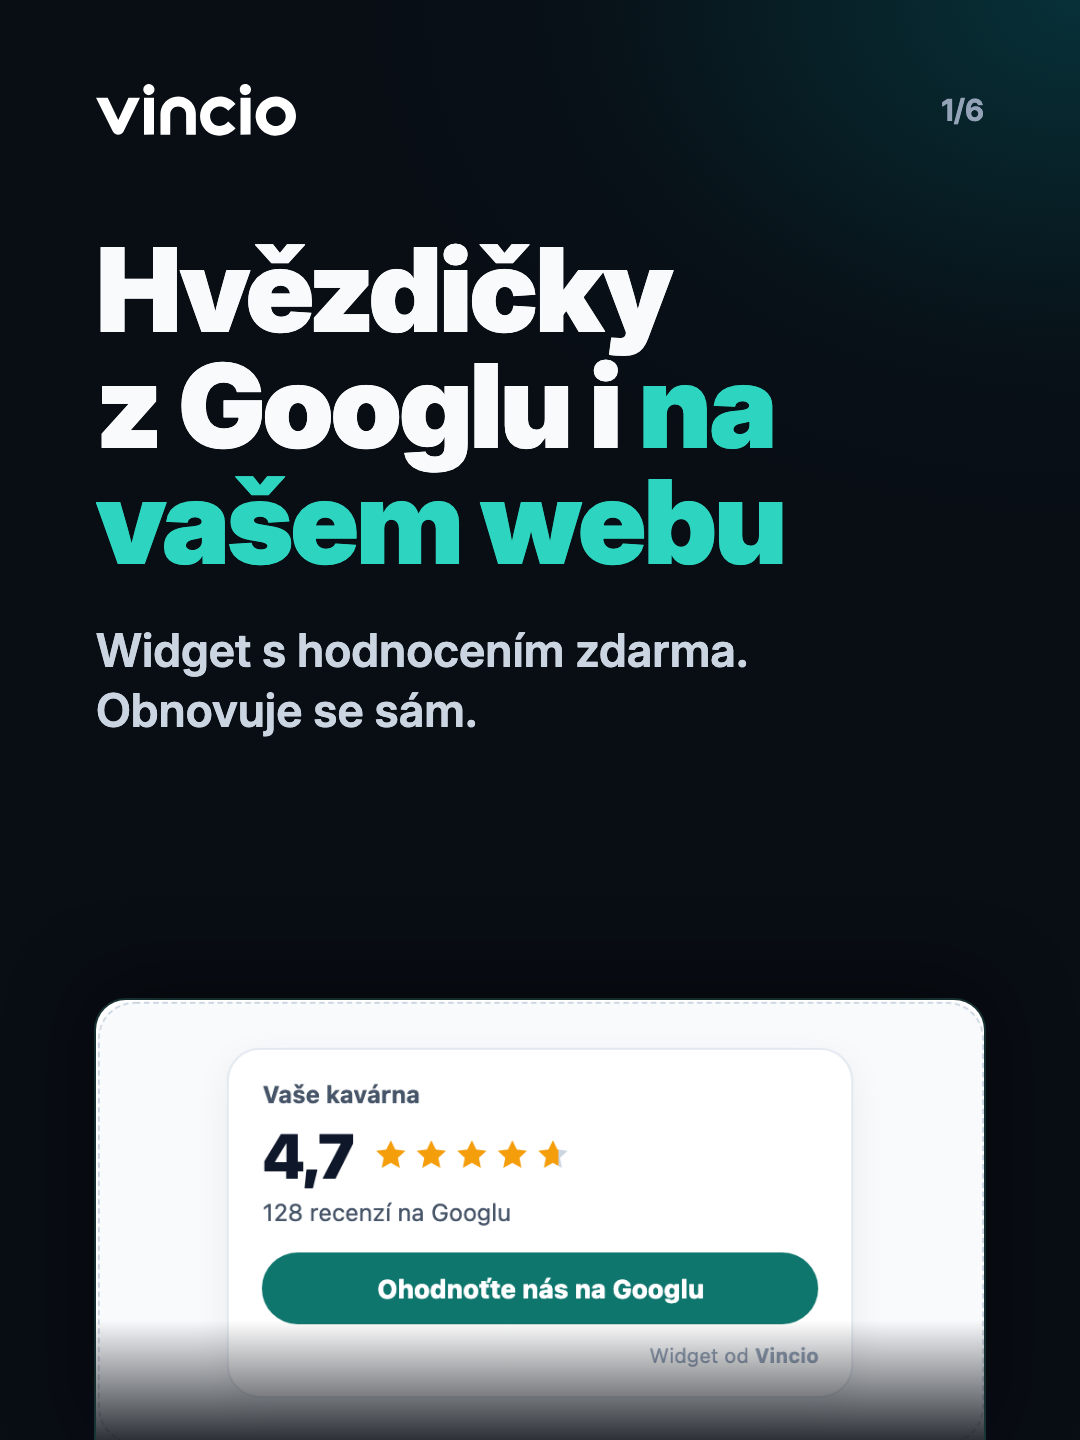 vincio
1/6
Hvězdičky
z Googlu i na
vašem webu
Widget s hodnocením zdarma.
Obnovuje se sám.
Vaše kavárna
4,7
128 recenzí na Googlu
Ohodnoťte nás na Googlu
Widget od Vincio